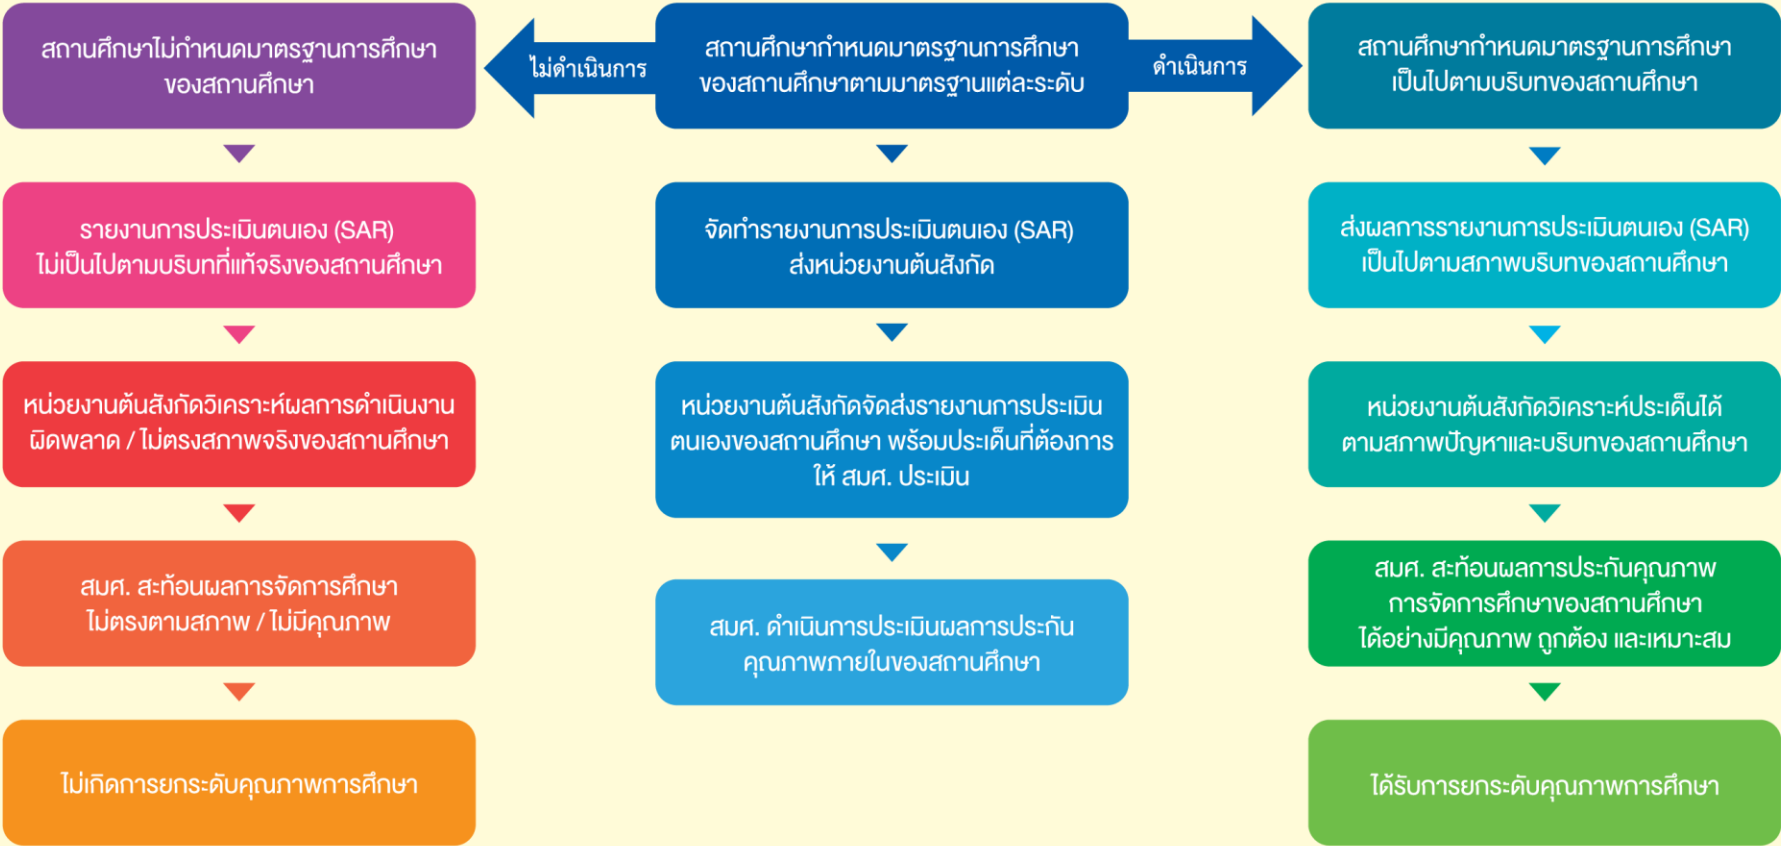 สถานศึกษาไม่กำหนดมาตรฐานการศึกษา
ของสถานศึกษา
ไม่ดำเนินการ
สถานศึกษากำหนดมาตรฐานการศึกษา
ของสถานศึกษาตามมาตรฐานแต่ละระดับ
ดำเนินการ
สถานศึกษากำหนดมาตรฐานการศึกษา
เป็นไปตามบริบทของสถานศึกษา
รายงานการประเมินตนเอง (SAR)
ไม่เป็นไปตามบริบทที่แท้จริงของสถานศึกษา
จัดทำรายงานการประเมินตนเอง (SAR)
ส่งหน่วยงานต้นสังกัด
ส่งผลการรายงานการประเมินตนเอง (SAR)
เป็นไปตามสภาพบริบทของสถานศึกษา
หน่วยงานต้นสังกัดวิเคราะห์ผลการดำเนินงาน
ผิดพลาด / ไม่ตรงสภาพจริงของสถานศึกษา
หน่วยงานต้นสังกัดจัดส่งรายงานการประเมิน
ตนเองของสถานศึกษา พร้อมประเด็นที่ต้องการ
ให้ สมศ. ประเมิน
หน่วยงานต้นสังกัดวิเคราะห์ประเด็นได้
ตามสภาพปัญหาและบริบทของสถานศึกษา
สมศ. สะท้อนผลการจัดการศึกษา
ไม่ตรงตามสภาพ / ไม่มีคุณภาพ
สมศ. ดำเนินการประเมินผลการประกัน
คุณภาพภายในของสถานศึกษา
สมศ. สะท้อนผลการประกันคุณภาพ
การจัดการศึกษาของสถานศึกษา
ได้อย่างมีคุณภาพ ถูกต้อง และเหมาะสม
ไม่เกิดการยกระดับคุณภาพการศึกษา
ได้รับการยกระดับคุณภาพการศึกษา